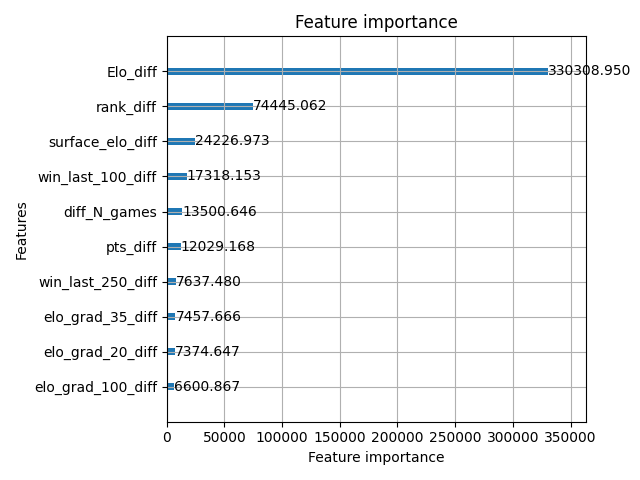 Feature importance
Elo_diff 330308.950
rank_diff 74445.062
surface_elo_diff 24226.973
win_last_100_diff 17318.153
diff_N_games 13500.646
pts_diff 12029.168
win_last_250_diff 7637.480
elo_grad_35_diff 7457.666
elo_grad_20_diff 7374.647
elo_grad_100_diff 6600.867
Features
0 50000 100000 150000 200000 250000 300000 350000
Feature importance